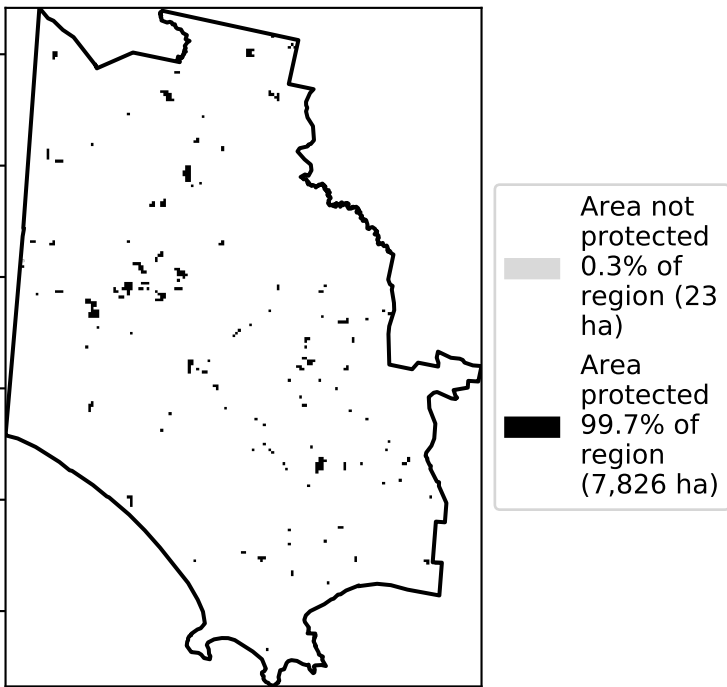 Area not
protected
0.3% of
region (23
ha)
Area
protected
99.7% of
region
(7,826 ha)